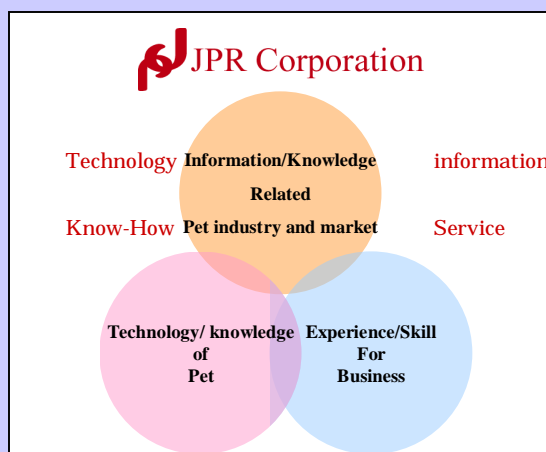 JPR Corporation
Technology Information/Knowledge information
Related
Know-How Pet industry and market Service
Technology/ knowledge Experience/Skill
of For
Pet Business